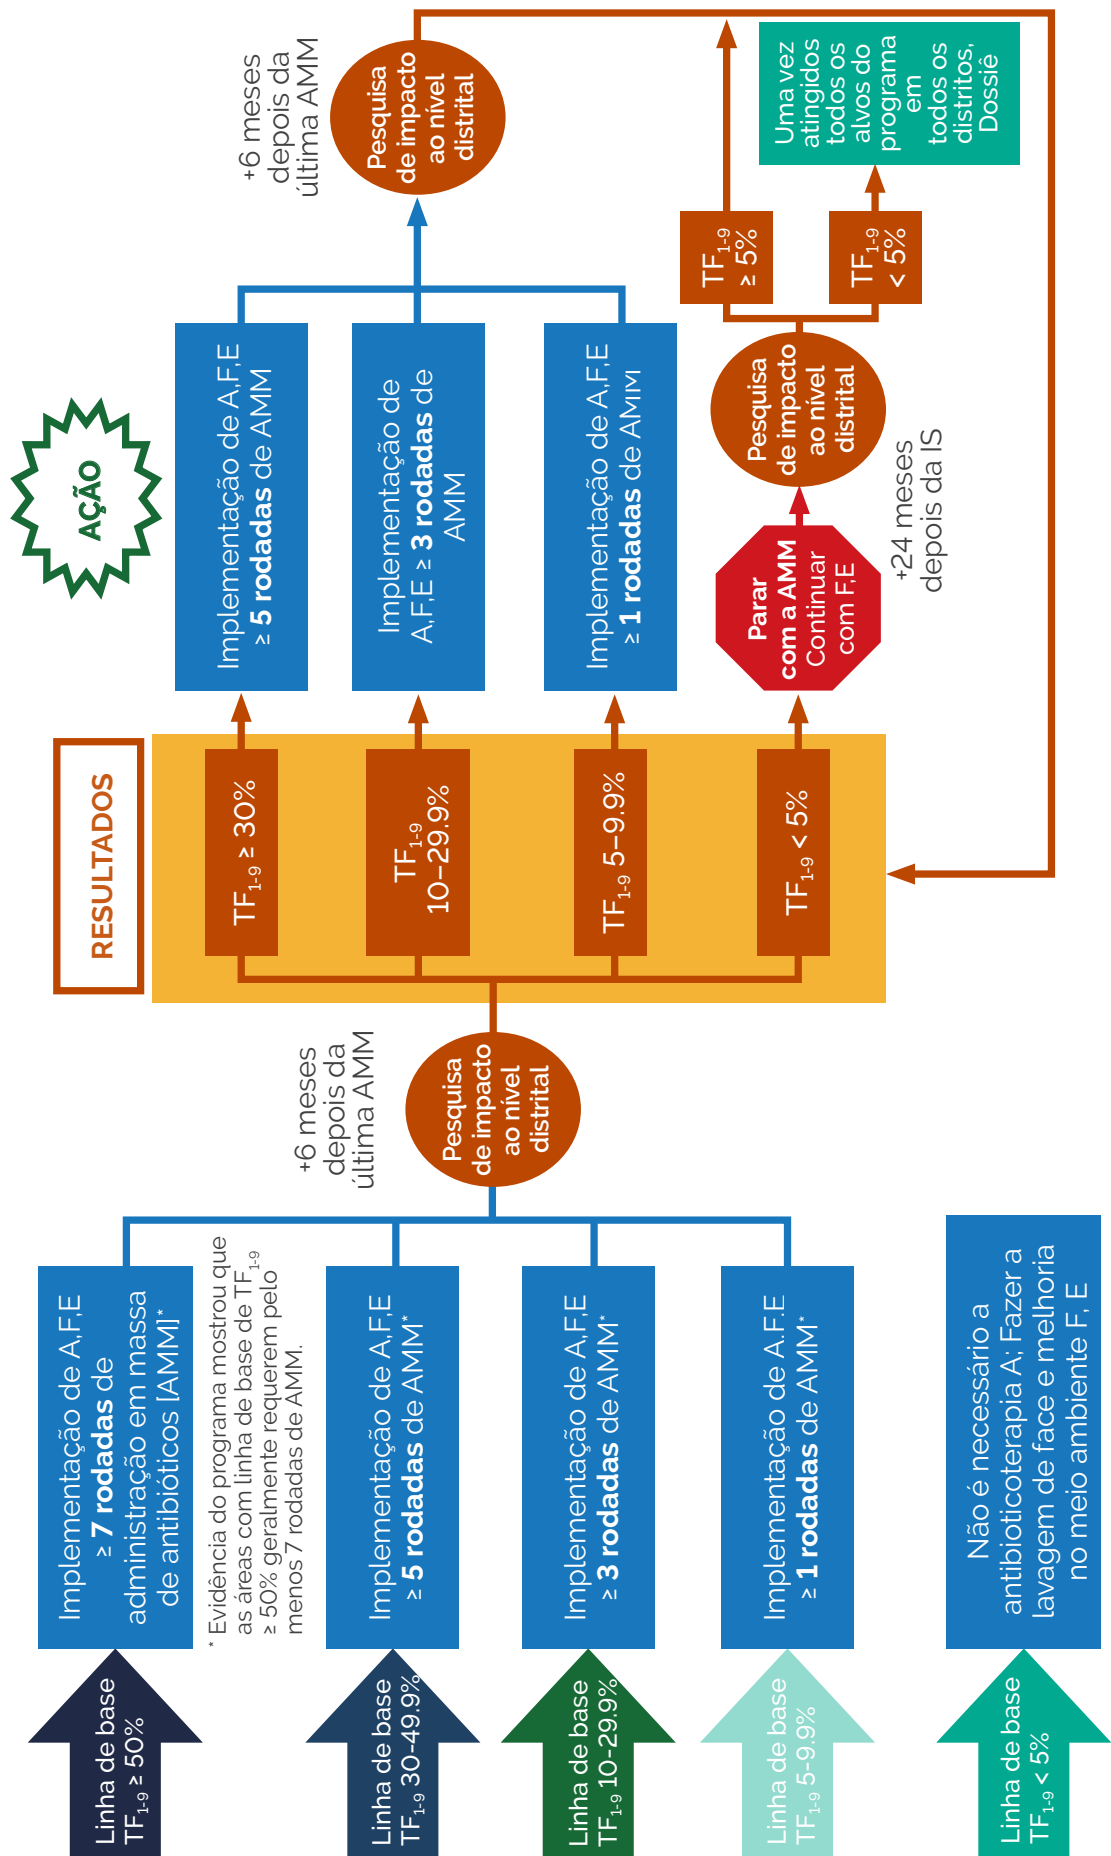 Linha de base
TF1-9 ≥ 50%
Implementação de A,F,E
≥ 7 rodadas de
administração em massa
de antibióticos [AMM]*
* Evidência do programa mostrou que
as áreas com linha de base de TF1-9
≥ 50% geralmente requerem pelo
menos 7 rodadas de AMM.
Linha de base
TF1-9 30-49.9%
Implementação de A,F,E
≥ 5 rodadas de AMM*
Linha de base
TF1-9 10-29.9%
Implementação de A,F,E
≥ 3 rodadas de AMM*
Linha de base
TF1-9 5-9.9%
Implementação de A.F.E
≥ 1 rodadas de AMM*
Linha de base
TF1-9 < 5%
Não é necessário a
antibioticoterapia A; Fazer a
lavagem de face e melhoria
no meio ambiente F, E
+6 meses
depois da
última AMM
Pesquisa
de impacto
ao nível
distrital
RESULTADOS
TF1-9 ≥ 30%
TF1-9
10–29.9%
TF1-9 5–9.9%
TF1-9 < 5%
AÇÃO
Implementação de A,F,E
≥ 5 rodadas de AMM
Implementação de
A,F,E ≥ 3 rodadas de
AMM
Implementação de A,F,E
≥ 1 rodadas de AMM
Parar
com a AMM
Continuar
com F,E
+24 meses
depois da IS
Pesquisa
de impacto
ao nível
distrital
+6 meses
depois da
última AMM
Pesquisa
de impacto
ao nível
distrital
TF1-9
≥ 5%
TF1-9
< 5%
Uma vez
atingidos
todos os
alvos do
programa
em
todos os
distritos,
Dossiê